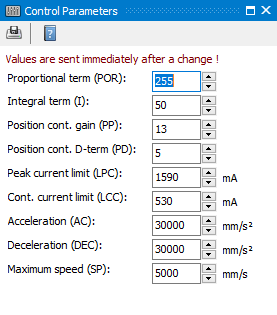 Control Parameters
Values are sent immediately after a change !
Proportional term (POR): 255
Integral term (I): 50
Position cont. gain (PP): 13
Position cont. D-term (PD): 5
Peak current limit (LPC): 1590 mA
Cont. current limit (LCC): 530 mA
Acceleration (AC): 30000 mm/s²
Deceleration (DEC): 30000 mm/s²
Maximum speed (SP): 5000 mm/s